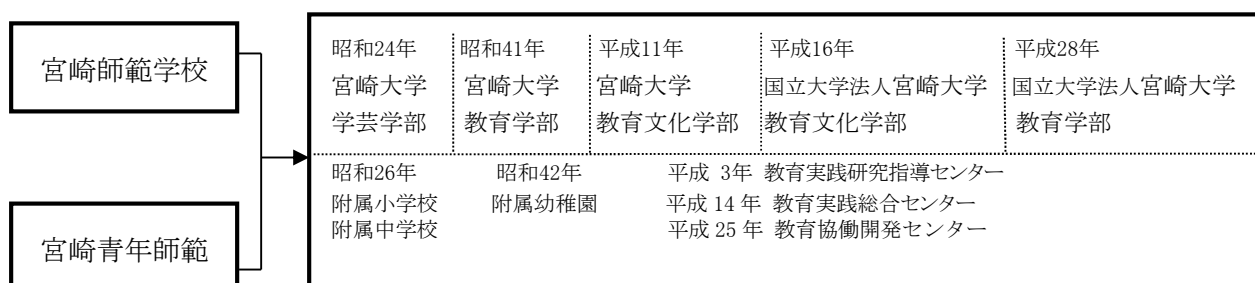 宮崎師範学校
宮崎青年師範
昭和24年 昭和41年 平成11年 平成16年 平成28年
宮崎大学 宮崎大学 宮崎大学 国立大学法人宮崎大学 国立大学法人宮崎大学
学芸学部 教育学部 教育文化学部 教育文化学部 教育学部
昭和26年 昭和42年 平成 3年 教育実践研究指導センター
附属小学校 附属幼稚園 平成 14 年 教育実践総合センター
附属中学校 平成 25 年 教育協働開発センター